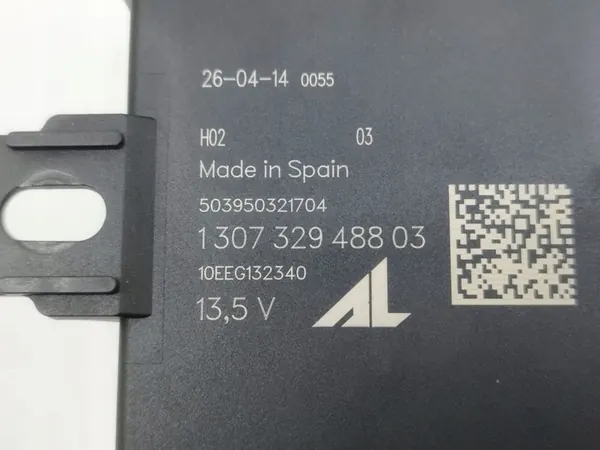 26-04-14 0055
H02 03
Made in Spain
503950321704
1 307 329 488 03
10EEG132340
13,5 V
AL